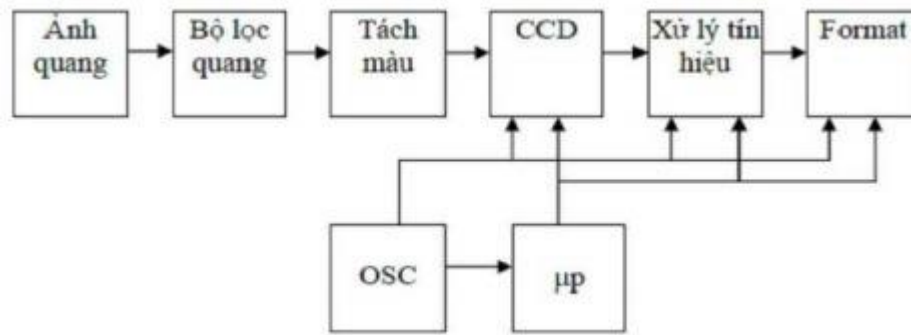 Ảnh
quang
Bộ lọc
quang
Tách
màu
CCD
Xử lý tín
hiệu
Format
OSC
µp